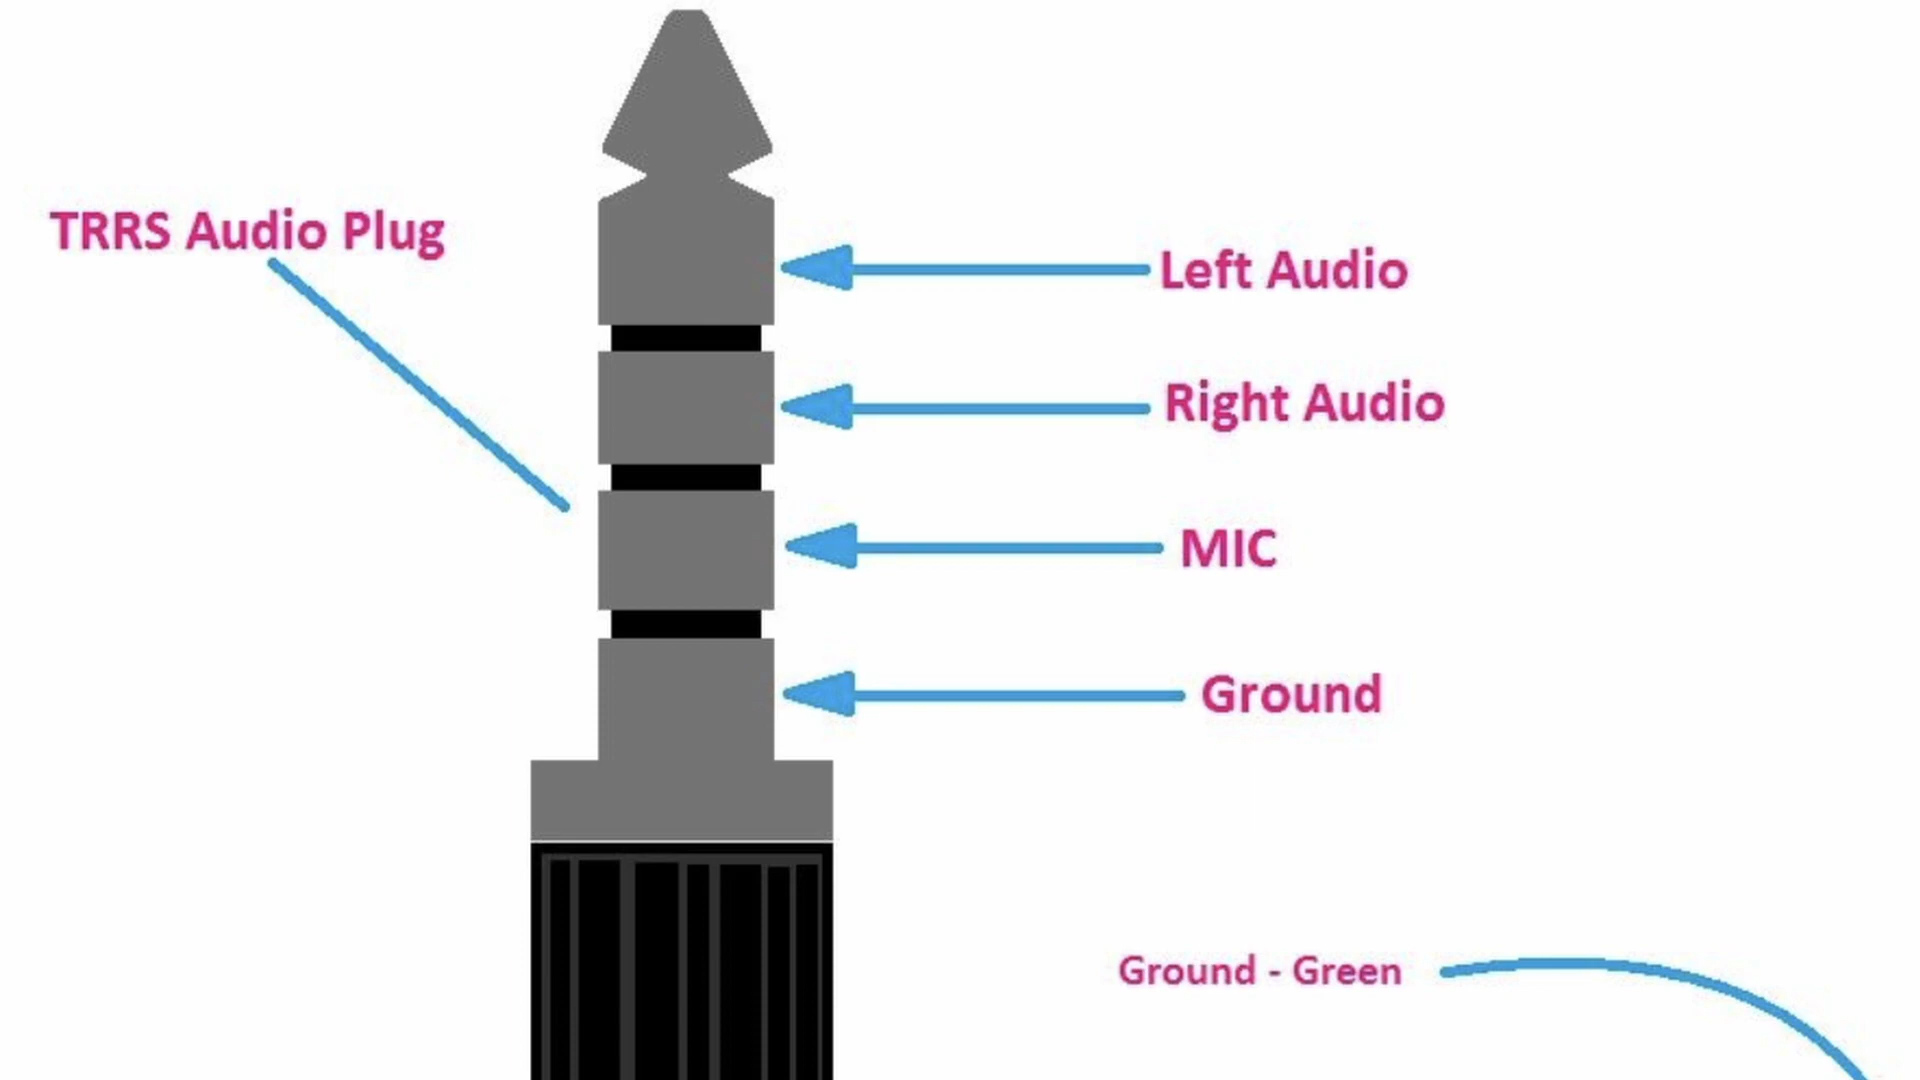 TRRS Audio Plug
Left Audio
Right Audio
MIC
Ground
Ground - Green